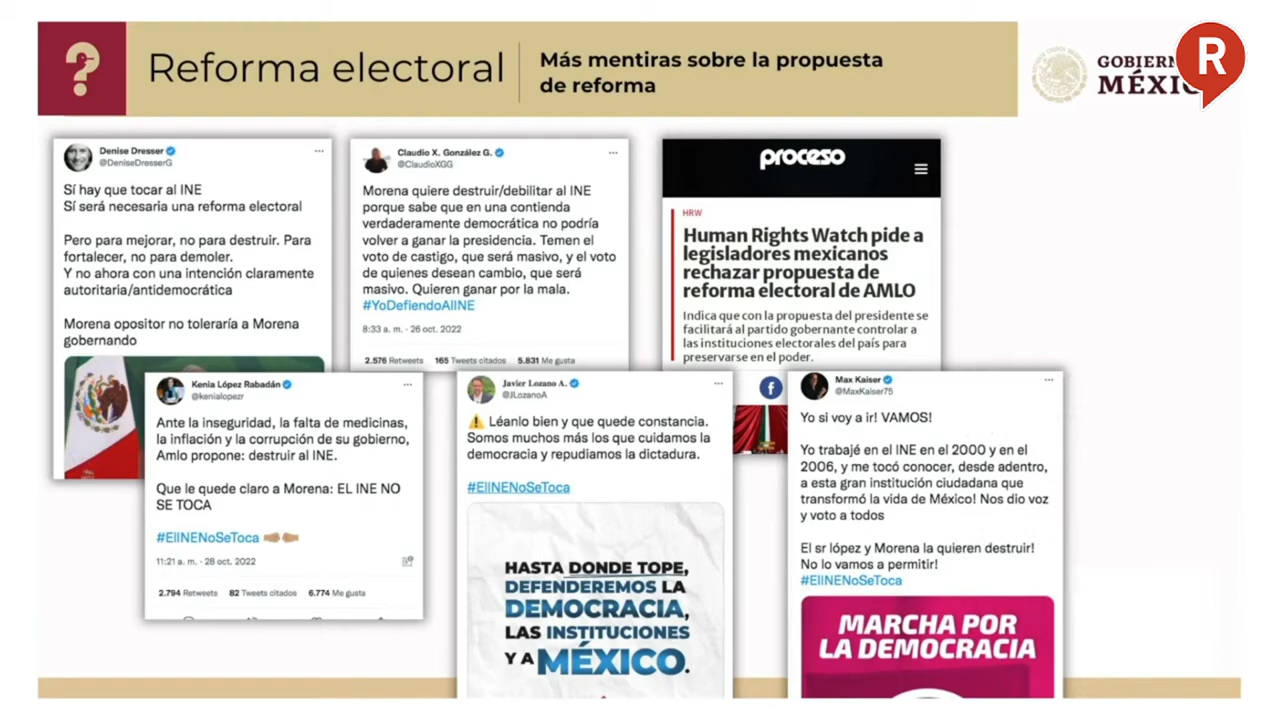 Reforma electoral
Más mentiras sobre la propuesta
de reforma
GOBIERN
MÉXIC
R
Denise Dresser
@DeniseDresserG
Sí hay que tocar al INE
Sí será necesaria una reforma electoral
Pero para mejorar, no para destruir. Para
fortalecer, no para demoler.
Y no ahora con una intención claramente
autoritaria/antidemocrática
Morena opositor no toleraría a Morena
gobernando
Claudio X. González G.
@ClaudioXGG
Morena quiere destruir/debilitar al INE
porque sabe que en una contienda
verdaderamente democrática no podría
volver a ganar la presidencia. Temen el
voto de castigo, que será masivo, y el voto
de quienes desean cambio, que será
masivo. Quieren ganar por la mala.
#YoDefiendoAlINE
8:33 a. m. · 26 oct. 2022
2.576 Retweets 165 Tweets citados 5.831 Me gusta
proceso
HRW
Human Rights Watch pide a
legisladores mexicanos
rechazar propuesta de
reforma electoral de AMLO
Indica que con la propuesta del presidente se
facilitará al partido gobernante controlar a
las instituciones electorales del país para
preservarse en el poder.
Kenia López Rabadán
@kenialopezr
Ante la inseguridad, la falta de medicinas,
la inflación y la corrupción de su gobierno,
Amlo propone: destruir al INE.
Que le quede claro a Morena: EL INE NO
SE TOCA
#ElINENoSeToca
11:21 a. m. · 28 oct. 2022
2.794 Retweets 82 Tweets citados 6.774 Me gusta
Javier Lozano A.
@JLozanoA
Léanlo bien y que quede constancia.
Somos muchos más los que cuidamos la
democracia y repudiamos la dictadura.
#ElINENoSeToca
HASTA DONDE TOPE,
DEFENDEREMOS LA
DEMOCRACIA,
LAS INSTITUCIONES
Y A MÉXICO.
Max Kaiser
@MaxKaiser75
Yo si voy a ir! VAMOS!
Yo trabajé en el INE en el 2000 y en el
2006, y me tocó conocer, desde adentro,
a esta gran institución ciudadana que
transformó la vida de México! Nos dio voz
y voto a todos
El sr lópez y Morena la quieren destruir!
No lo vamos a permitir!
#ElINENoSeToca
MARCHA POR
LA DEMOCRACIA